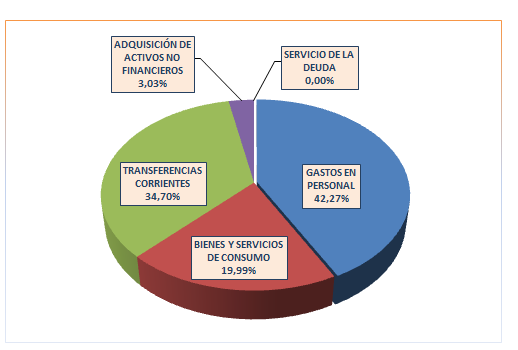 ADQUISICIÓN DE
ACTIVOS NO
FINANCIEROS
3,03%
SERVICIO DE LA
DEUDA
0,00%
TRANSFERENCIAS
CORRIENTES
34,70%
GASTOS EN
PERSONAL
42,27%
BIENES Y SERVICIOS
DE CONSUMO
19,99%